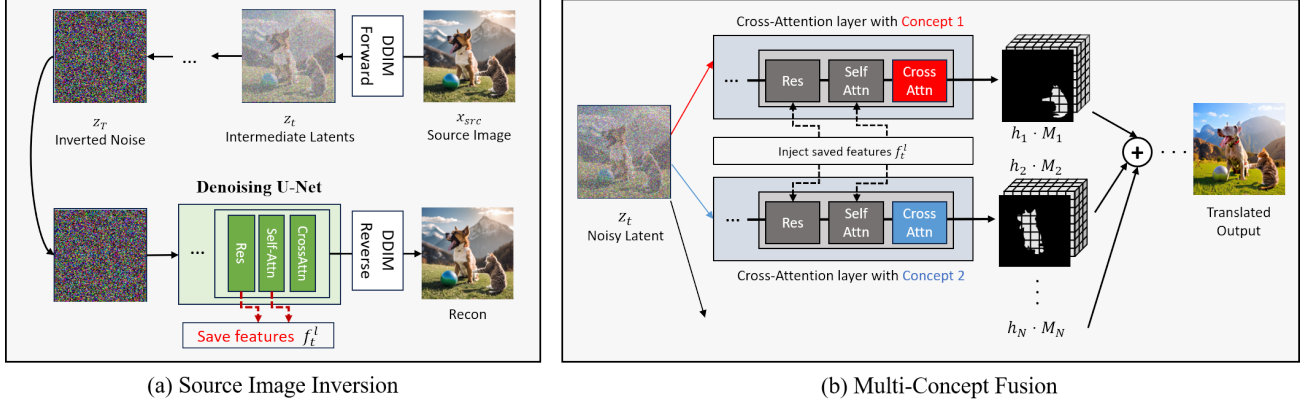 DDIM
Forward
...
z_T
Inverted Noise
z_t
Intermediate Latents
x_{src}
Source Image
Denoising U-Net
...
Res
Self-Attn
CrossAttn
DDIM
Reverse
Recon
Save features f_t^l
(a) Source Image Inversion
Cross-Attention layer with Concept 1
...
Res
Self
Attn
Cross
Attn
Inject saved features f_t^l
...
Res
Self
Attn
Cross
Attn
Cross-Attention layer with Concept 2
z_t
Noisy Latent
h_1 · M_1
h_2 · M_2
h_N · M_N
+
...
Translated
Output
(b) Multi-Concept Fusion